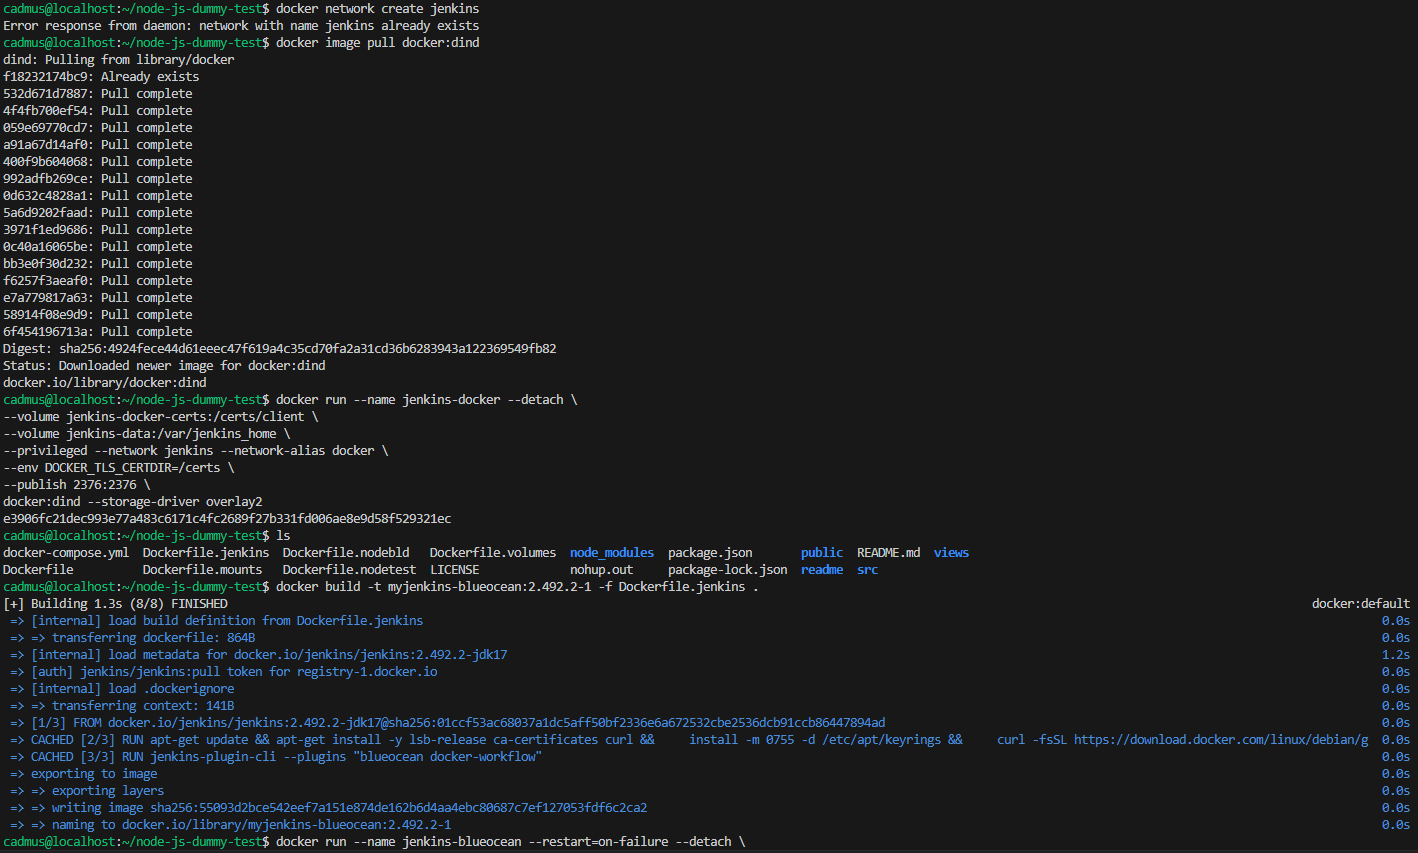 cadmus@localhost:~/node-js-dummy-test$ docker network create jenkins
Error response from daemon: network with name jenkins already exists
cadmus@localhost:~/node-js-dummy-test$ docker image pull docker:dind
dind: Pulling from library/docker
f18232174bc9: Already exists
532d671d7887: Pull complete
4f4fb700ef54: Pull complete
059e69770cd7: Pull complete
a91a67d14af0: Pull complete
400f9b604068: Pull complete
992adfb269ce: Pull complete
0d632c4828a1: Pull complete
5a6d9202faad: Pull complete
3971f1ed9686: Pull complete
0c40a16065be: Pull complete
bb3e0f30d232: Pull complete
f6257f3aeaf0: Pull complete
e7a779817a63: Pull complete
58914f08e9d9: Pull complete
6f454196713a: Pull complete
Digest: sha256:4924fece44d61eeec47f619a4c35cd70fa2a31cd36b6283943a122369549fb82
Status: Downloaded newer image for docker:dind
docker.io/library/docker:dind
cadmus@localhost:~/node-js-dummy-test$ docker run --name jenkins-docker --detach \
--volume jenkins-docker-certs:/certs/client \
--volume jenkins-data:/var/jenkins_home \
--privileged --network jenkins --network-alias docker \
--env DOCKER_TLS_CERTDIR=/certs \
--publish 2376:2376 \
docker:dind --storage-driver overlay2
e3906fc21dec993e77a483c6171c4fc2689f27b331fd006ae8e9d58f529321ec
cadmus@localhost:~/node-js-dummy-test$ ls
docker-compose.yml  Dockerfile.jenkins  Dockerfile.nodebld   Dockerfile.volumes  node_modules  package.json       public  README.md  views
Dockerfile          Dockerfile.mounts   Dockerfile.nodetest  LICENSE             nohup.out     package-lock.json  readme  src
cadmus@localhost:~/node-js-dummy-test$ docker build -t myjenkins-blueocean:2.492.2-1 -f Dockerfile.jenkins .
[+] Building 1.3s (8/8) FINISHED docker:default
=> [internal] load build definition from Dockerfile.jenkins 0.0s
=> => transferring dockerfile: 864B 0.0s
=> [internal] load metadata for docker.io/jenkins/jenkins:2.492.2-jdk17 1.2s
=> [auth] jenkins/jenkins:pull token for registry-1.docker.io 0.0s
=> [internal] load .dockerignore 0.0s
=> => transferring context: 141B 0.0s
=> [1/3] FROM docker.io/jenkins/jenkins:2.492.2-jdk17@sha256:01ccf53ac68037a1dc5aff50bf2336e6a672532cbe2536dcb91ccb86447894ad 0.0s
=> CACHED [2/3] RUN apt-get update && apt-get install -y lsb-release ca-certificates curl &&     install -m 0755 -d /etc/apt/keyrings &&     curl -fsSL https://download.docker.com/linux/debian/g 0.0s
=> CACHED [3/3] RUN jenkins-plugin-cli --plugins "blueocean docker-workflow" 0.0s
=> exporting to image 0.0s
=> => exporting layers 0.0s
=> => writing image sha256:55093d2bce542eef7a151e874de162b6d4aa4ebc80687c7ef127053fdf6c2ca2 0.0s
=> => naming to docker.io/library/myjenkins-blueocean:2.492.2-1 0.0s
cadmus@localhost:~/node-js-dummy-test$ docker run --name jenkins-blueocean --restart=on-failure --detach \